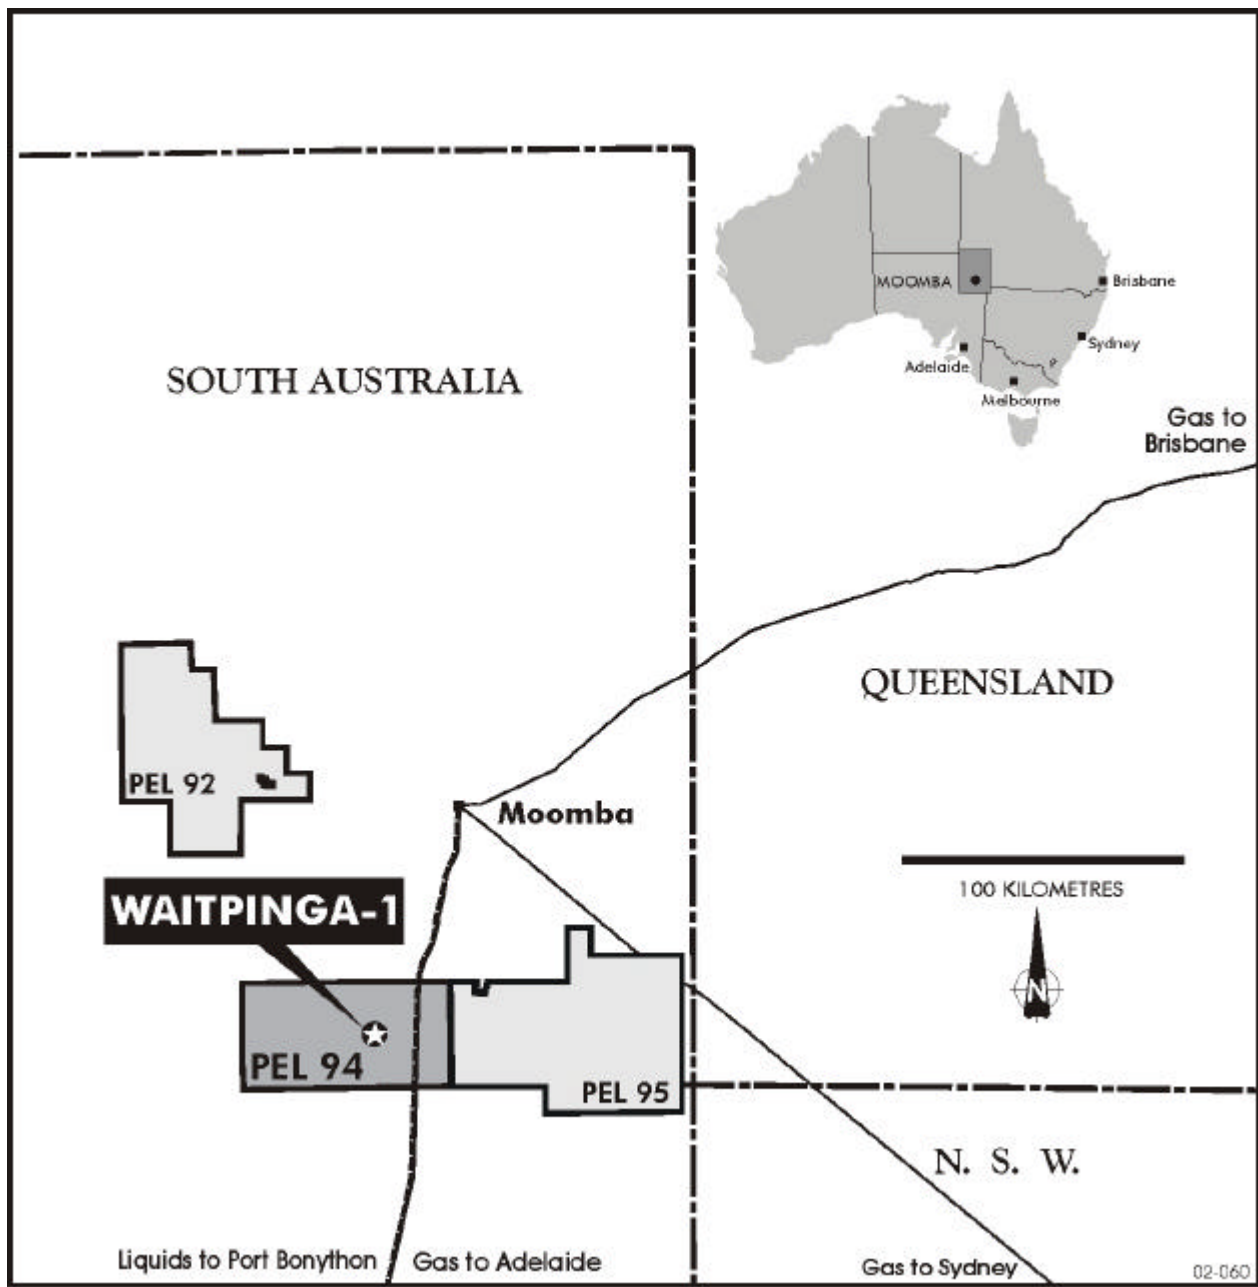 MOOMBA
Brisbane
Sydney
Adelaide
Melbourne
SOUTH AUSTRALIA
Gas to
Brisbane
QUEENSLAND
PEL 92
Moomba
100 KILOMETRES
WAITPINGA-1
N
PEL 94
PEL 95
N. S. W.
Liquids to Port Bonython
Gas to Adelaide
Gas to Sydney
02-060